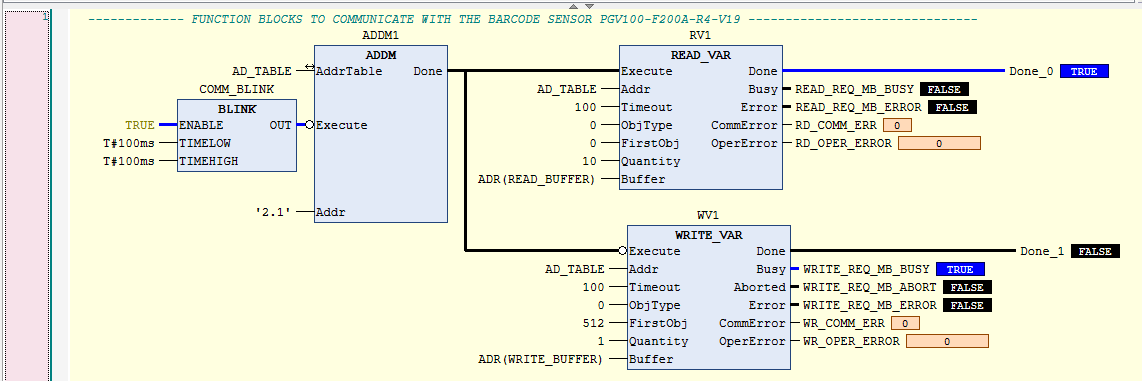 1
------------- FUNCTION BLOCKS TO COMMUNICATE WITH THE BARCODE SENSOR PGV100-F200A-R4-V19 -------------------------------
ADDM1
ADDM
AD_TABLE AddrTable Done
COMM_BLINK
BLINK
TRUE ENABLE OUT Execute
T#100ms TIMELOW
T#100ms TIMEHIGH
'2.1' Addr
RV1
READ_VAR
Execute Done Done_0 TRUE
AD_TABLE Addr Busy READ_REQ_MB_BUSY FALSE
100 Timeout Error READ_REQ_MB_ERROR FALSE
0 ObjType CommError RD_COMM_ERR 0
0 FirstObj OperError RD_OPER_ERROR 0
10 Quantity
ADR(READ_BUFFER) Buffer
WV1
WRITE_VAR
Execute Done Done_1 FALSE
AD_TABLE Addr Busy WRITE_REQ_MB_BUSY TRUE
100 Timeout Aborted WRITE_REQ_MB_ABORT FALSE
0 ObjType Error WRITE_REQ_MB_ERROR FALSE
512 FirstObj CommError WR_COMM_ERR 0
1 Quantity OperError WR_OPER_ERROR 0
ADR(WRITE_BUFFER) Buffer